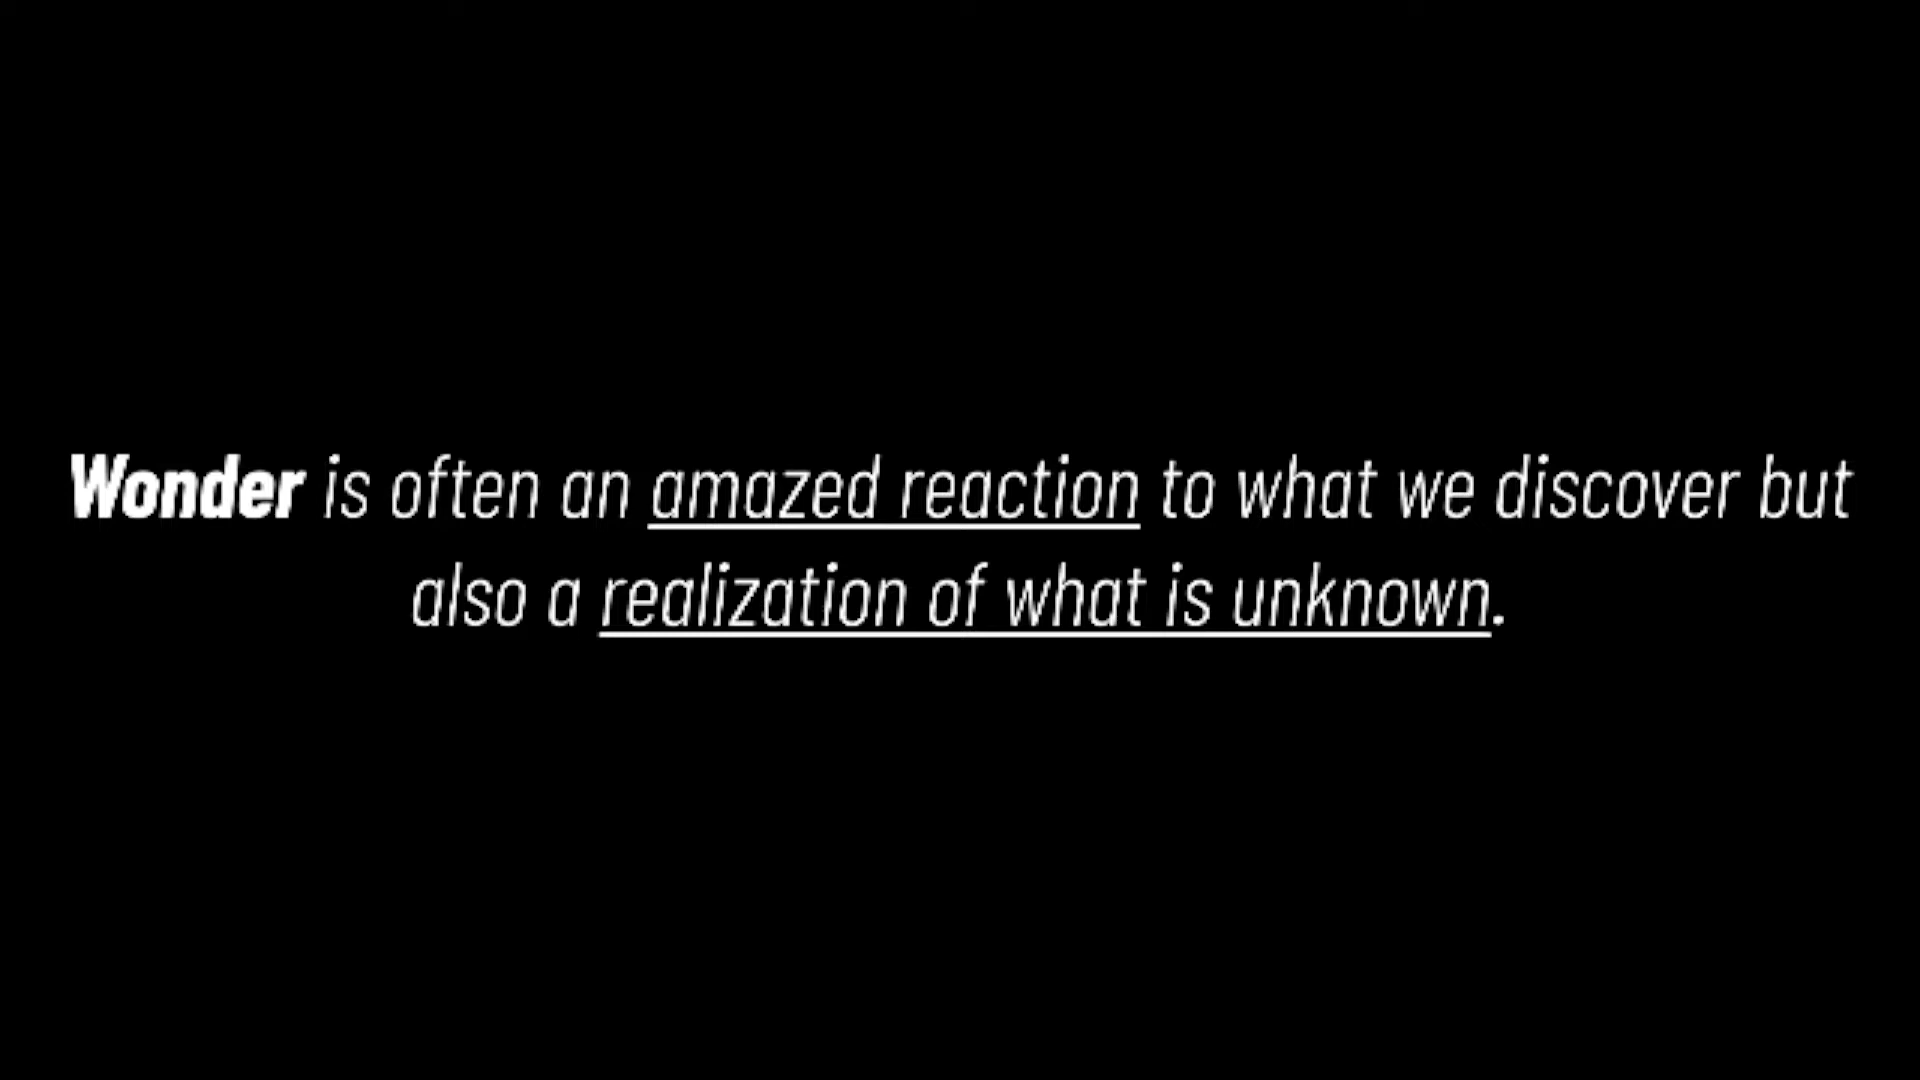 Wonder is often an amazed reaction to what we discover but
also a realization of what is unknown.